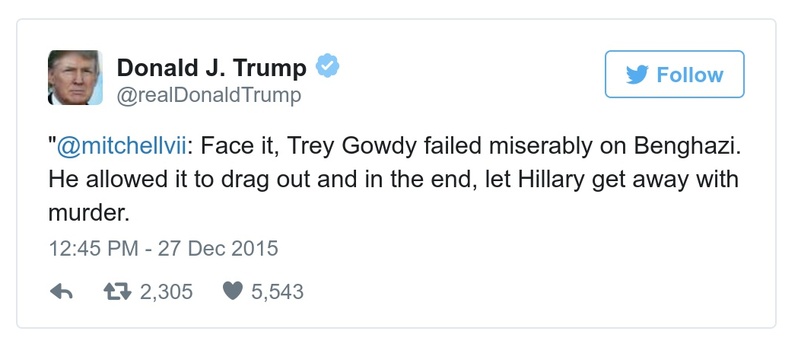 Donald J. Trump
@realDonaldTrump
Follow
"@mitchellvii: Face it, Trey Gowdy failed miserably on Benghazi.
He allowed it to drag out and in the end, let Hillary get away with
murder.
12:45 PM - 27 Dec 2015
2,305 5,543